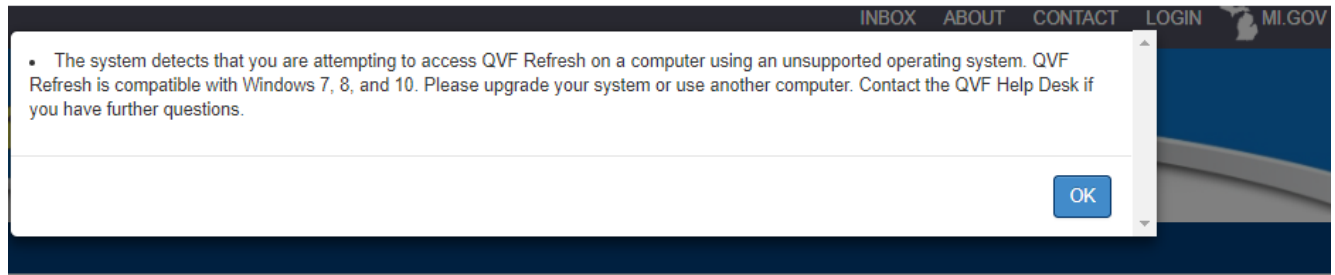 INBOX ABOUT CONTACT LOGIN MI.GOV
• The system detects that you are attempting to access QVF Refresh on a computer using an unsupported operating system. QVF
Refresh is compatible with Windows 7, 8, and 10. Please upgrade your system or use another computer. Contact the QVF Help Desk if
you have further questions.
OK